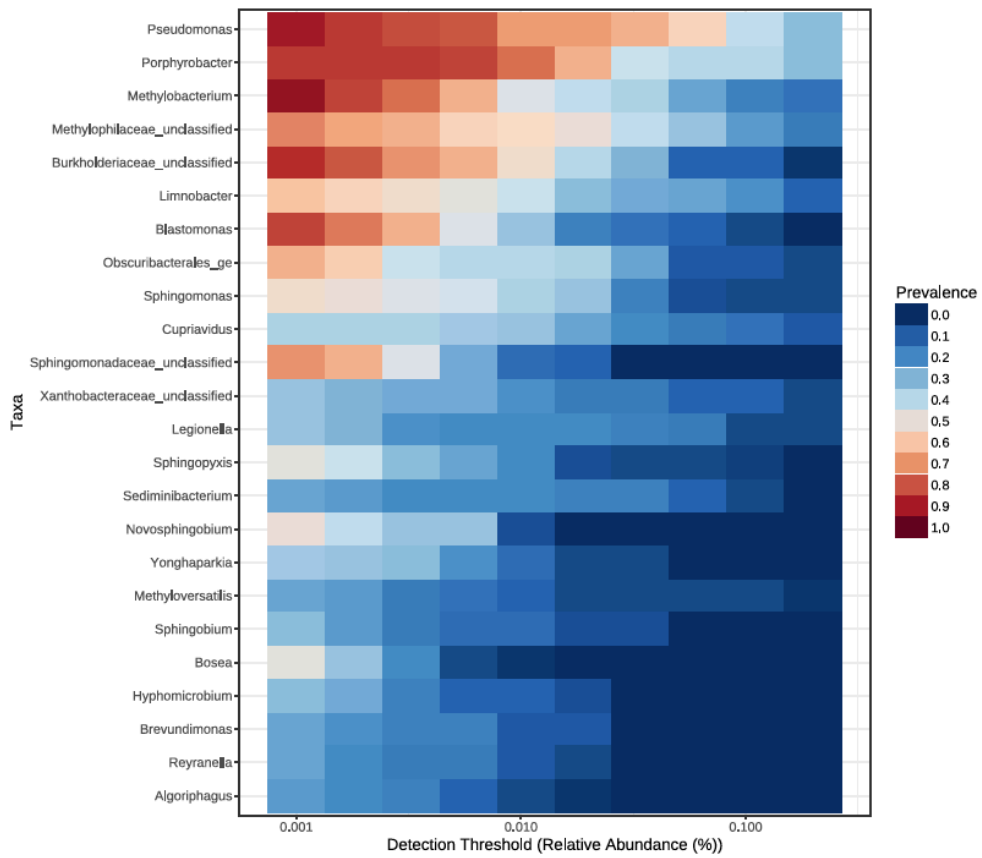 Pseudomonas
Porphyrobacter
Methylobacterium
Methylophilaceae_unclassified
Burkholderiaceae_unclassified
Limnobacter
Blastomonas
Obscuribacterales_ge
Sphingomonas
Cupriavidus
Sphingomonadaceae_unclassified
Xanthobacteraceae_unclassified
Legionella
Sphingopyxis
Sediminibacterium
Novosphingobium
Yonghaparkia
Methyloversatilis
Sphingobium
Bosea
Hyphomicrobium
Brevundimonas
Reyranella
Algoriphagus
Taxa
0.001 0.010 0.100
Detection Threshold (Relative Abundance (%))
Prevalence
0,0
0.1
0.2
0.3
0.4
0,5
0.6
0.7
0.8
0.9
1,0